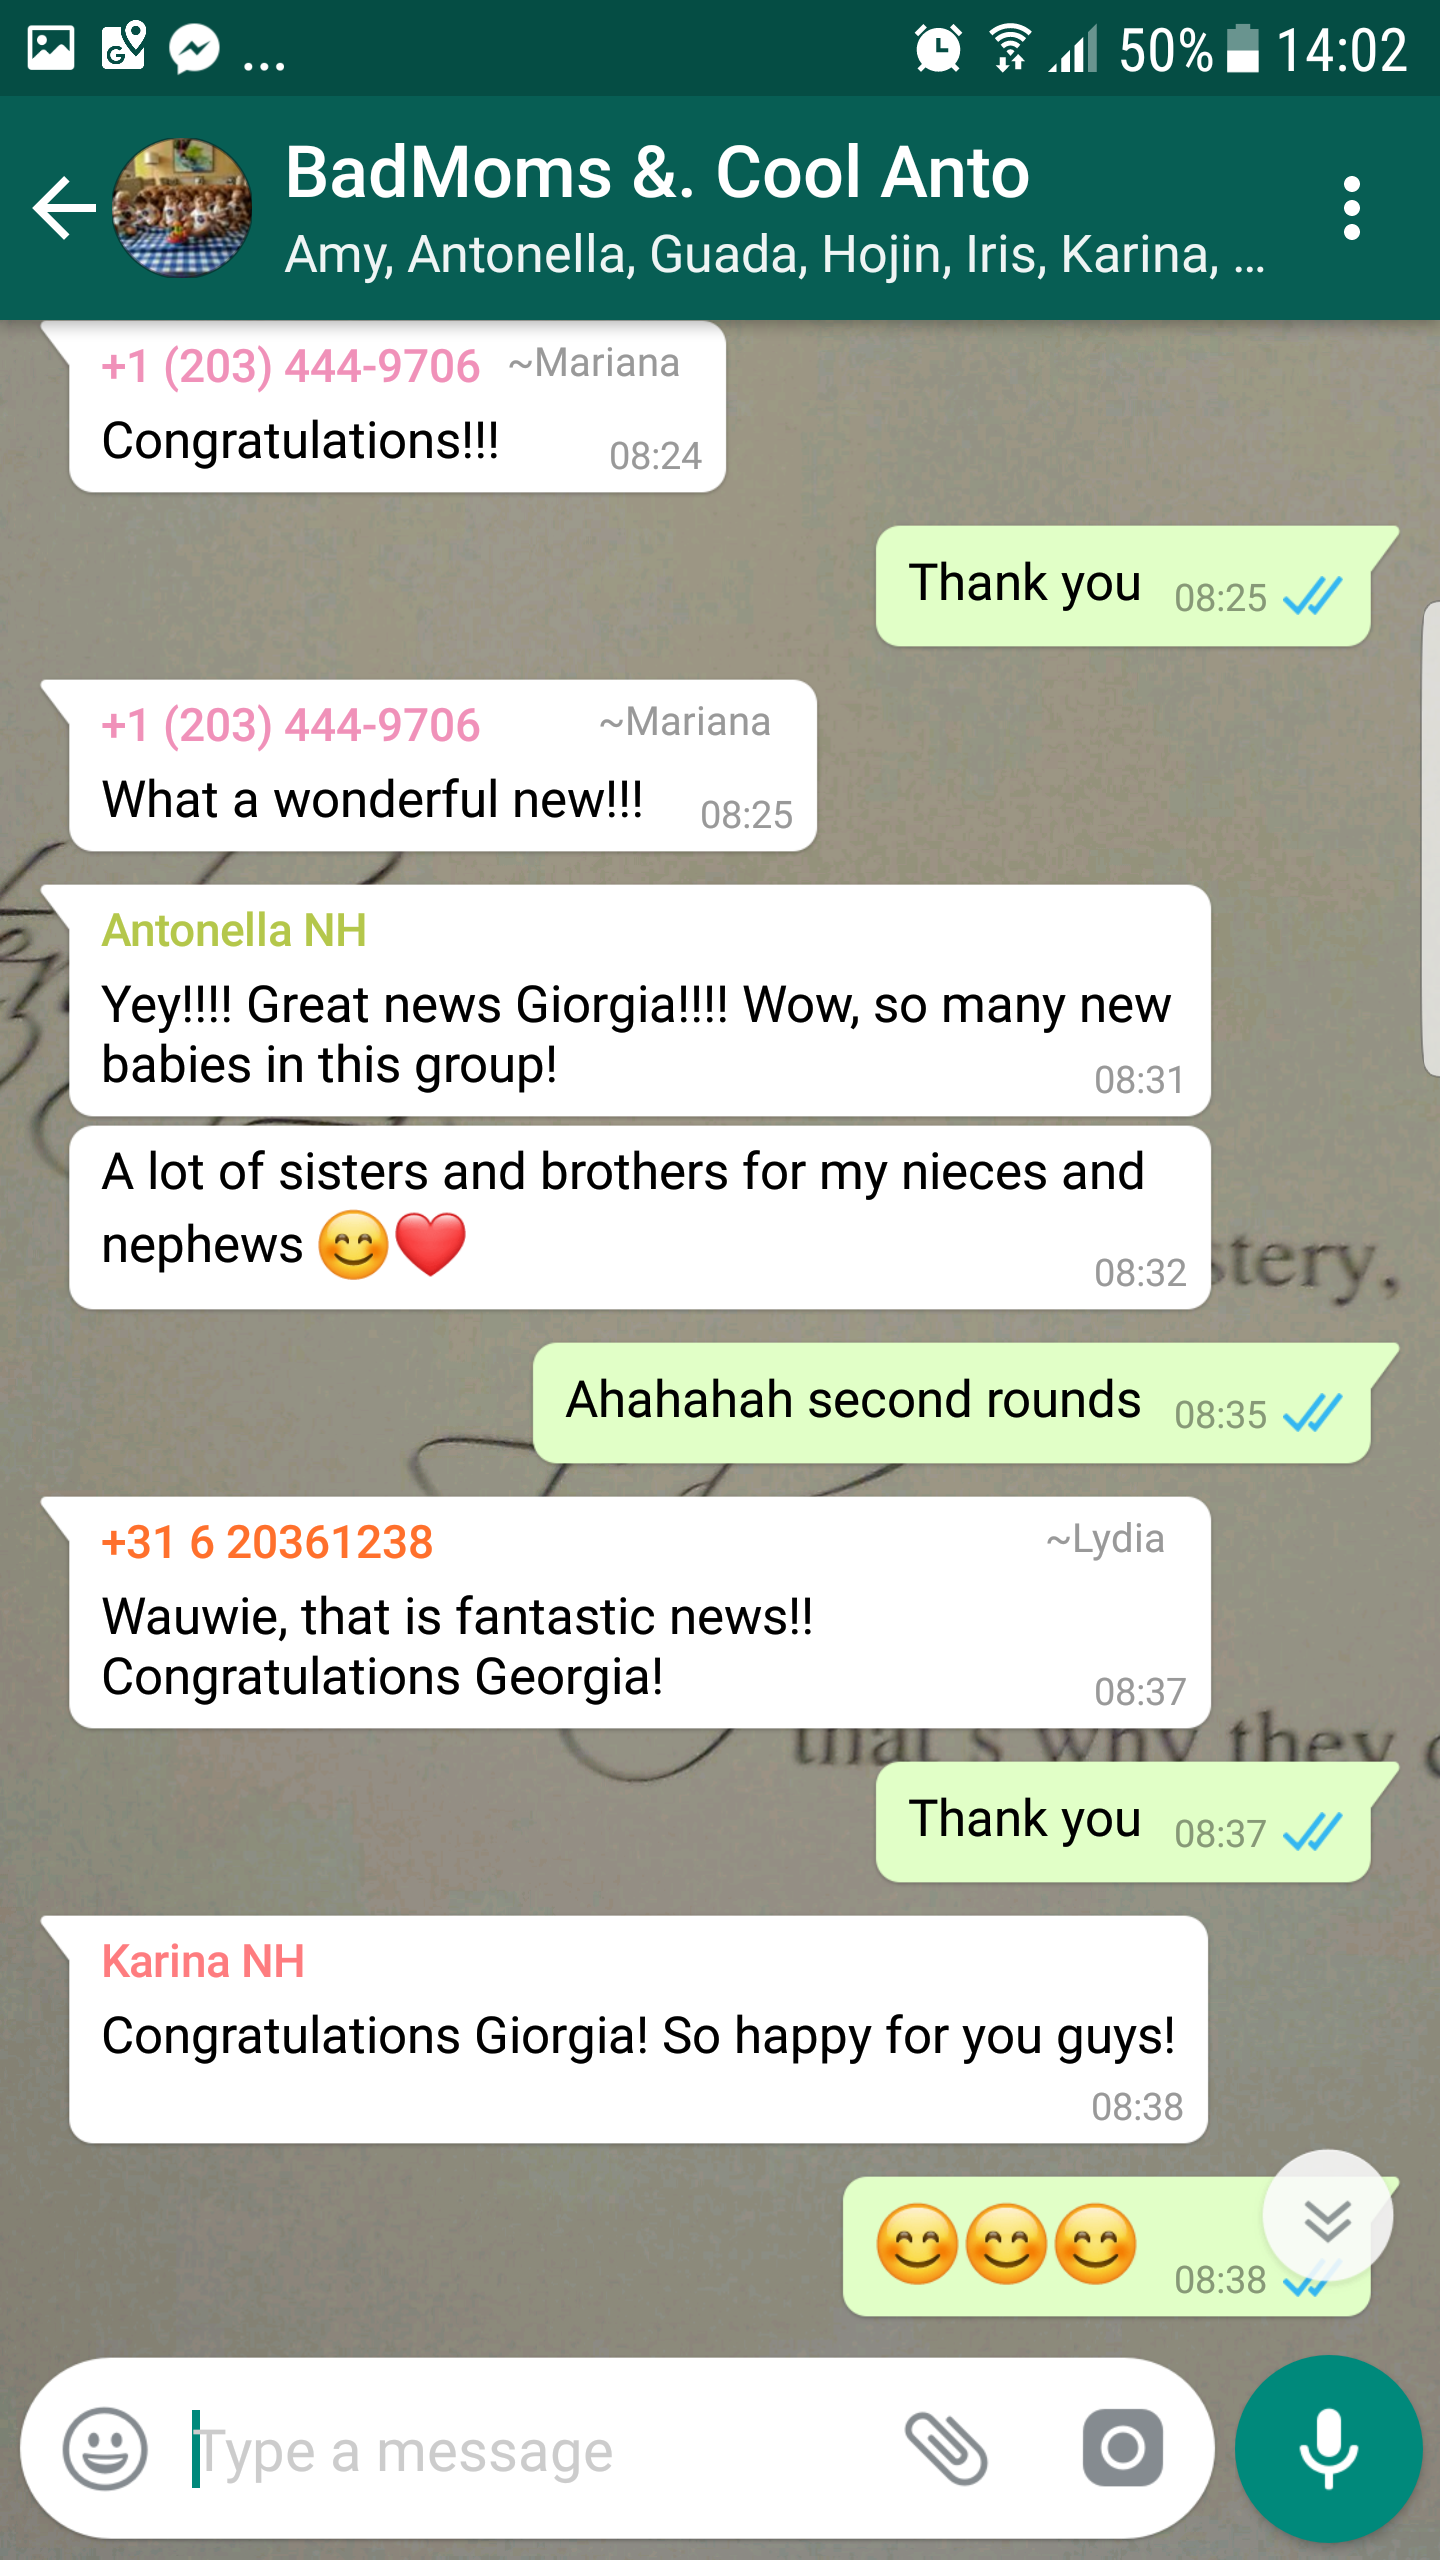 ... 50% 14:02
BadMoms &. Cool Anto
Amy, Antonella, Guada, Hojin, Iris, Karina, ...
+1 (203) 444-9706 ~Mariana
Congratulations!!! 08:24
Thank you 08:25
+1 (203) 444-9706 ~Mariana
What a wonderful new!!! 08:25
Antonella NH
Yey!!!! Great news Giorgia!!!! Wow, so many new
babies in this group! 08:31
A lot of sisters and brothers for my nieces and
nephews 😊❤️ 08:32
stery,
Ahahahah second rounds 08:35
+31 6 20361238 ~Lydia
Wauwie, that is fantastic news!!
Congratulations Georgia! 08:37
that's why they
Thank you 08:37
Karina NH
Congratulations Giorgia! So happy for you guys!
08:38
😊😊😊 08:38
Type a message